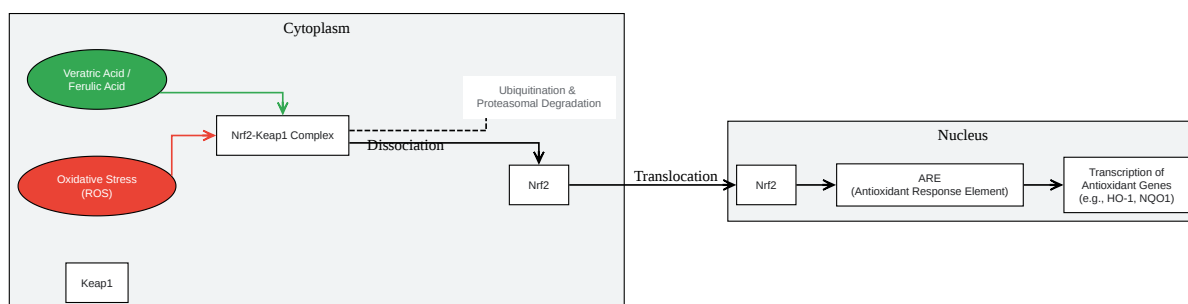 Cytoplasm
Veratric Acid /
Ferulic Acid
Ubiquitination &
Proteasomal Degradation
Nrf2-Keap1 Complex
Dissociation
Oxidative Stress
(ROS)
Nrf2
Translocation
Keap1
Nucleus
Nrf2
ARE
(Antioxidant Response Element)
Transcription of
Antioxidant Genes
(e.g., HO-1, NQO1)